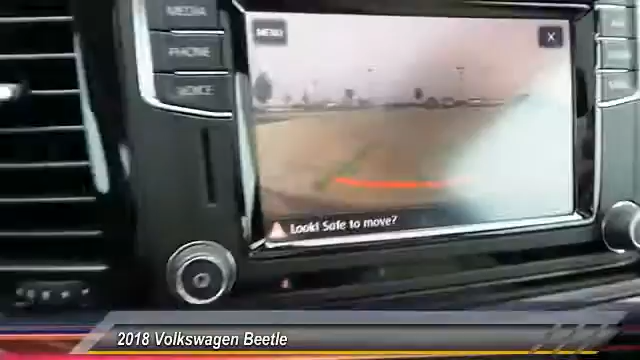 MEDIA
PHONE
VOICE
MENU
X
Look! Safe to move?
2018 Volkswagen Beetle